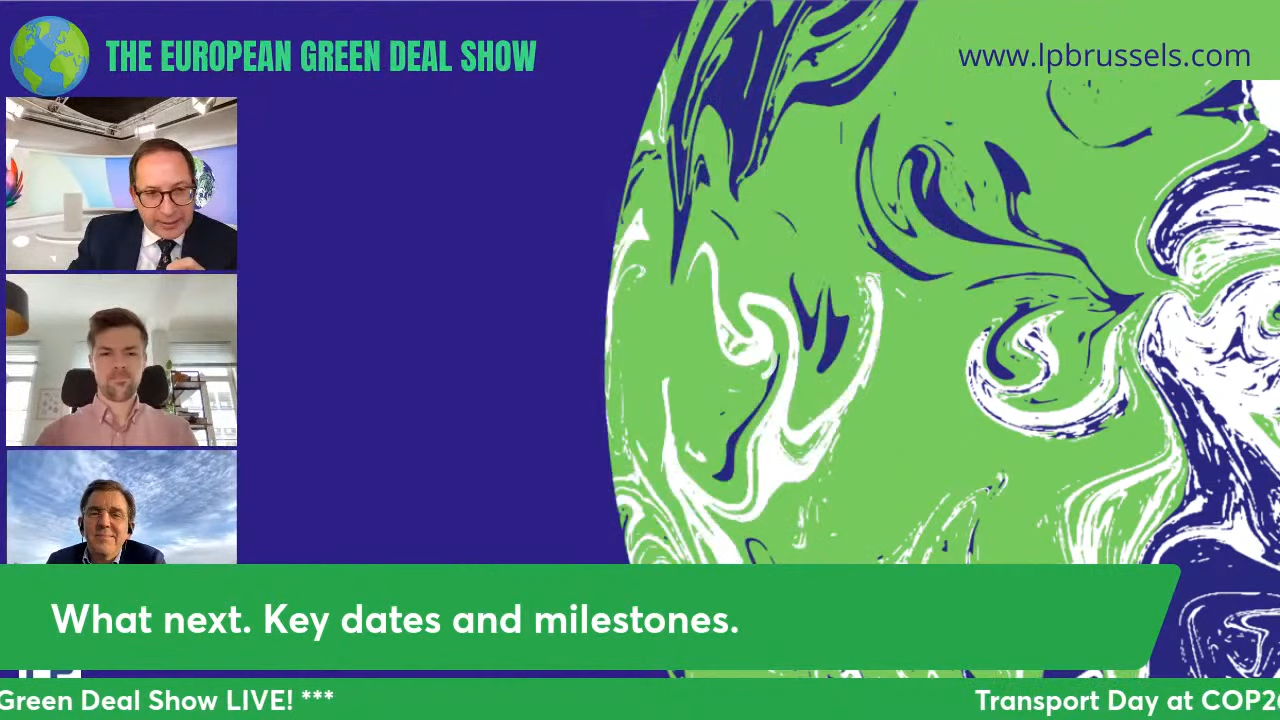 THE EUROPEAN GREEN DEAL SHOW
www.lpbrussels.com
What next. Key dates and milestones.
Green Deal Show LIVE! ***
Transport Day at